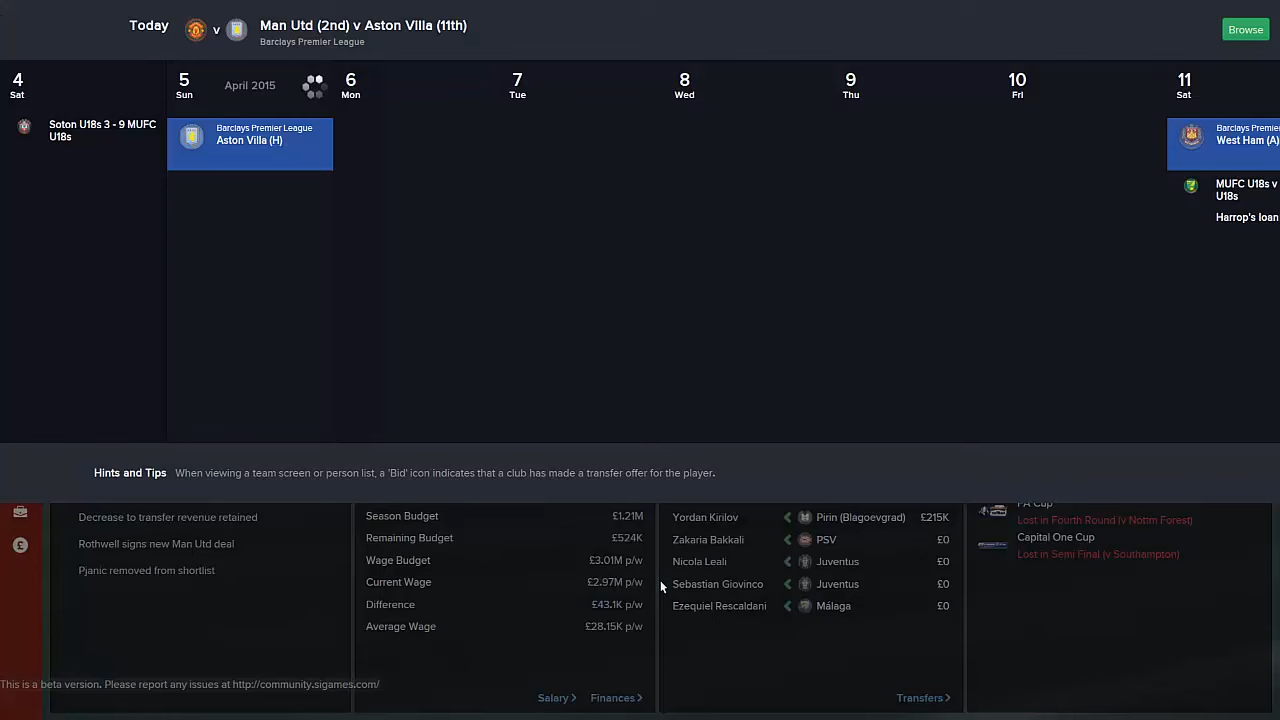 Today
v
Man Utd (2nd) v Aston Villa (11th)
Barclays Premier League
Browse
4
Sat
5
Sun
April 2015
6
Mon
7
Tue
8
Wed
9
Thu
10
Fri
11
Sat
Soton U18s 3 - 9 MUFC
U18s
Barclays Premier League
Aston Villa (H)
Barclays Premie
West Ham (A)
MUFC U18s v
U18s
Harrop's loan
Hints and Tips
When viewing a team screen or person list, a 'Bid' icon indicates that a club has made a transfer offer for the player.
Decrease to transfer revenue retained
Rothwell signs new Man Utd deal
Pjanic removed from shortlist
Season Budget £1.21M
Remaining Budget £524K
Wage Budget £3.01M p/w
Current Wage £2.97M p/w
Difference £43.1K p/w
Average Wage £28.15K p/w
Salary
Finances
Yordan Kirilov Pirin (Blagoevgrad) £215K
Zakaria Bakkali PSV £0
Nicola Leali Juventus £0
Sebastian Giovinco Juventus £0
Ezequiel Rescaldani Málaga £0
Transfers
FA Cup
Lost in Fourth Round (v Nottm Forest)
Capital One Cup
Lost in Semi Final (v Southampton)
This is a beta version. Please report any issues at http://community.sigames.com/